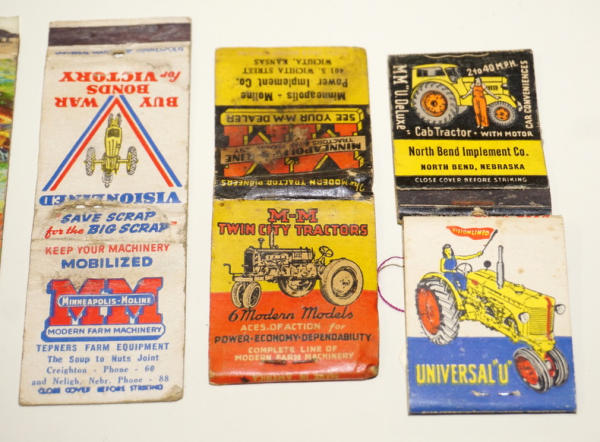 BUY WAR
BONDS
for VICTORY
VISIONLINED
SAVE SCRAP
for the "BIG SCRAP"
KEEP YOUR MACHINERY
MOBILIZED
MM
MINNEAPOLIS-MOLINE
MODERN FARM MACHINERY
TEPNERS FARM EQUIPMENT
The Soup to Nuts Joint
Creighton - Phone - 60
and Neligh, Nebr. Phone - 88
CLOSE COVER BEFORE STRIKING
Minneapolis - Moline
Power Implement Co.
401 S. WICHITA STREET
WICHITA, KANSAS
SEE YOUR M-M DEALER
MODERN TRACTOR PIONEERS
M-M
TWIN CITY TRACTORS
6 Modern Models
ACES OF ACTION for
POWER-ECONOMY-DEPENDABILITY
COMPLETE LINE OF
MODERN FARM MACHINERY
MM "U" Deluxe
2 to 40 M.P.H.
CAR CONVENIENCES
Cab Tractor - WITH MOTOR
North Bend Implement Co.
NORTH BEND, NEBRASKA
CLOSE COVER BEFORE STRIKING
VISIONLINED
UNIVERSAL "U"